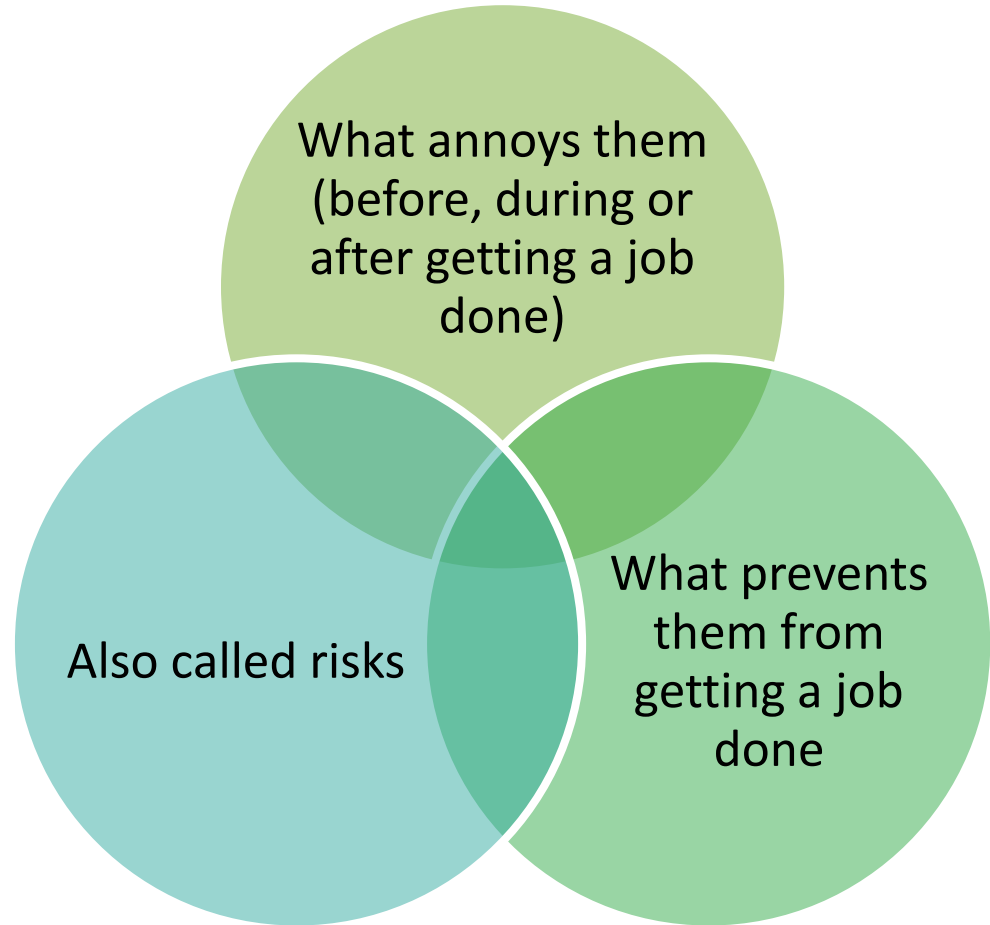 What annoys them
(before, during or
after getting a job
done)
Also called risks
What prevents
them from
getting a job
done